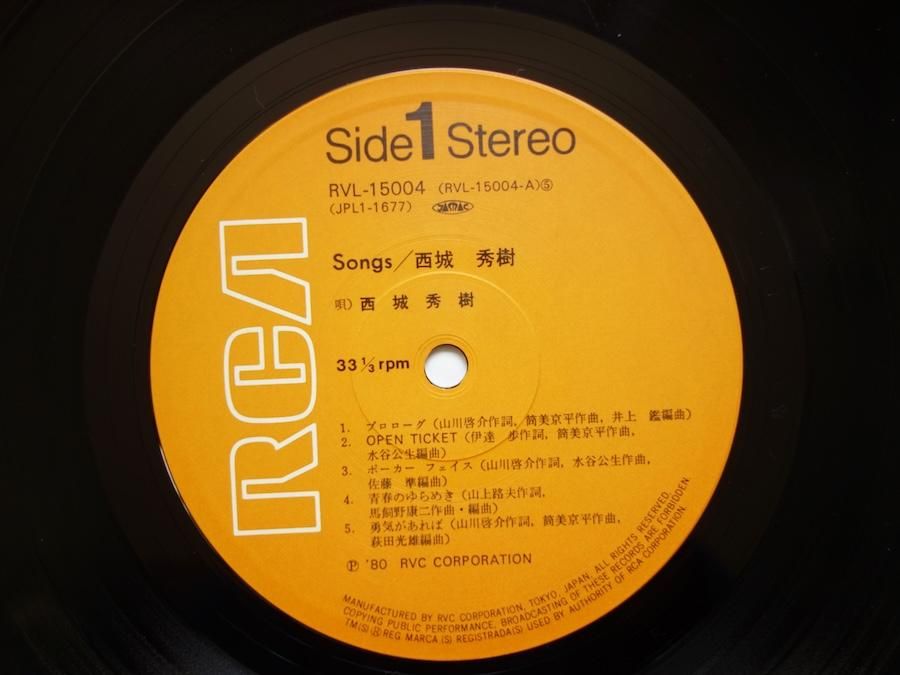 Side 1 Stereo
RVL-15004 (RVL-15004-A)⑤
(JPL1-1677) JASRAC
Songs/西城 秀樹
唄) 西 城 秀 樹
33 1/3 rpm
RCA
1. プロローグ (山川啓介作詞, 筒美京平作曲, 井上 鑑編曲)
2. OPEN TICKET (伊達 歩作詞, 筒美京平作曲,
水谷公生編曲)
3. ポーカー フェイス (山川啓介作詞, 水谷公生作曲,
佐藤 準編曲)
4. 青春のゆらめき (山上路夫作詞,
馬飼野康二作曲・編曲)
5. 勇気があれば (山川啓介作詞, 筒美京平作曲,
萩田光雄編曲)
Ⓟ '80 RVC CORPORATION
MANUFACTURED BY RVC CORPORATION, TOKYO, JAPAN. ALL RIGHTS RESERVED.
COPYING PUBLIC PERFORMANCE, BROADCASTING OF THESE RECORDS ARE FORBIDDEN.
TM(S) ® REG MARCA (S) REGISTRADA(S) USED BY AUTHORITY OF RCA CORPORATION.